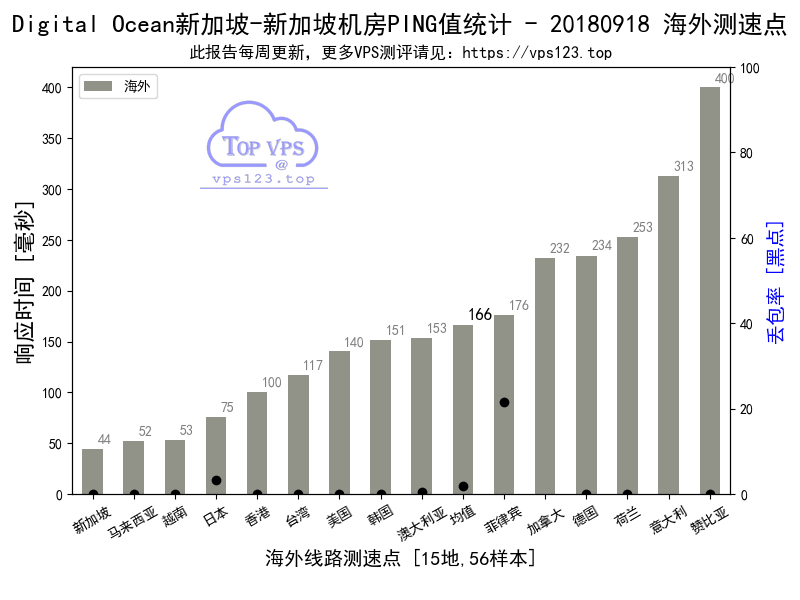 Digital Ocean新加坡-新加坡机房PING值统计 - 20180918 海外测速点
此报告每周更新，更多VPS测评请见：https://vps123.top
海外
TOP VPS
@
vps123.top
响应时间 [毫秒]
丢包率 [黑点]
400
350
300
250
200
150
100
50
0
100
80
60
40
20
0
44
52
53
75
100
117
140
151
153
166
176
232
234
253
313
400
新加坡
马来西亚
越南
日本
香港
台湾
美国
韩国
澳大利亚
均值
菲律宾
加拿大
德国
荷兰
意大利
赞比亚
海外线路测速点 [15地,56样本]